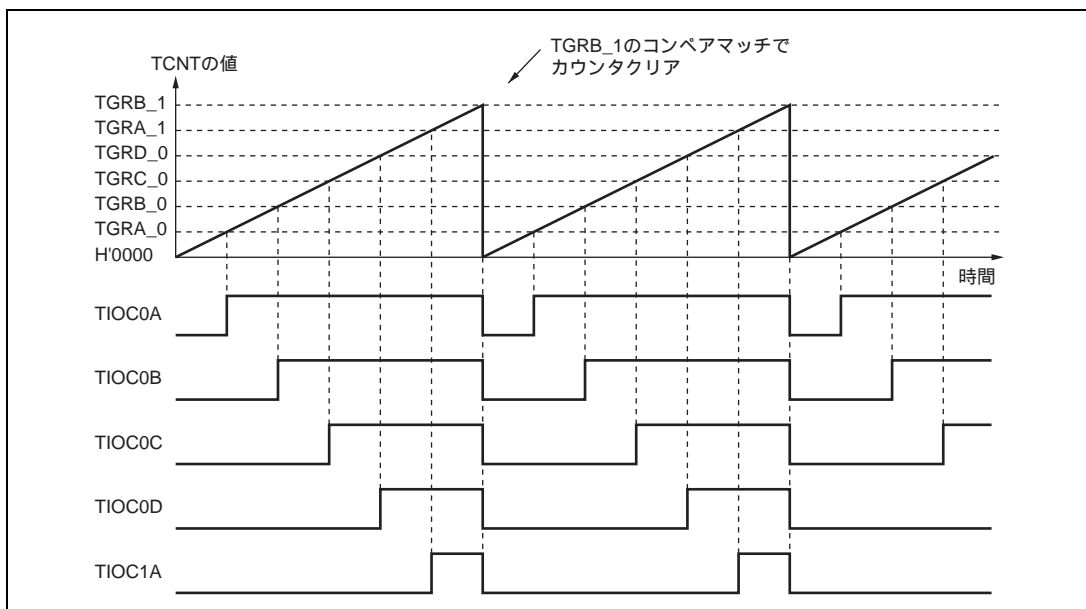 TGRB_1のコンペアマッチで
カウンタクリア
TCNTの値
TGRB_1
TGRA_1
TGRD_0
TGRC_0
TGRB_0
TGRA_0
H'0000
時間
TIOC0A
TIOC0B
TIOC0C
TIOC0D
TIOC1A